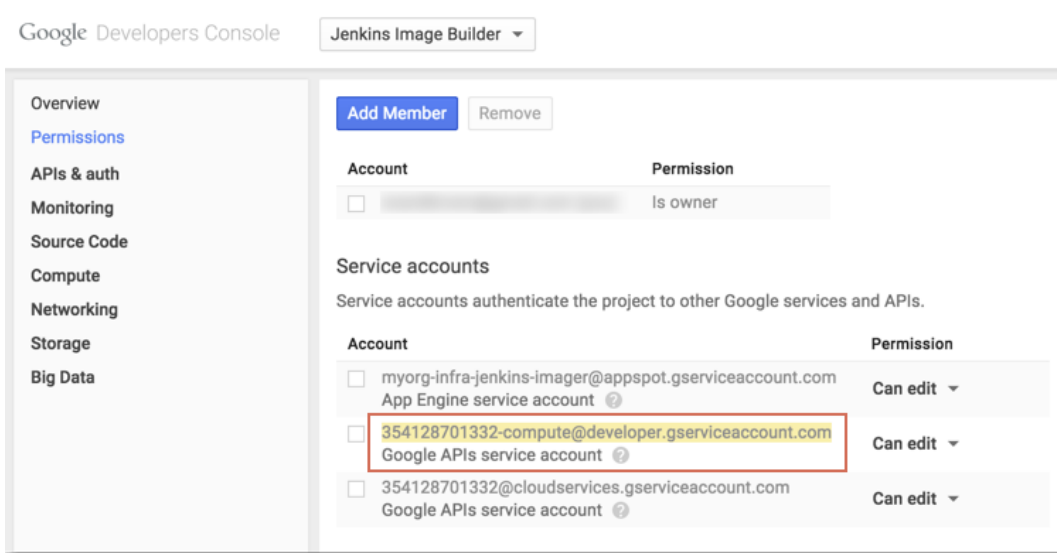 Google Developers Console
Jenkins Image Builder
Overview
Permissions
APIs & auth
Monitoring
Source Code
Compute
Networking
Storage
Big Data
Add Member Remove
Account Permission
Is owner
Service accounts
Service accounts authenticate the project to other Google services and APIs.
Account Permission
myorg-infra-jenkins-imager@appspot.gserviceaccount.com
App Engine service account ?
Can edit
354128701332-compute@developer.gserviceaccount.com
Google APIs service account ?
Can edit
354128701332@cloudservices.gserviceaccount.com
Google APIs service account ?
Can edit